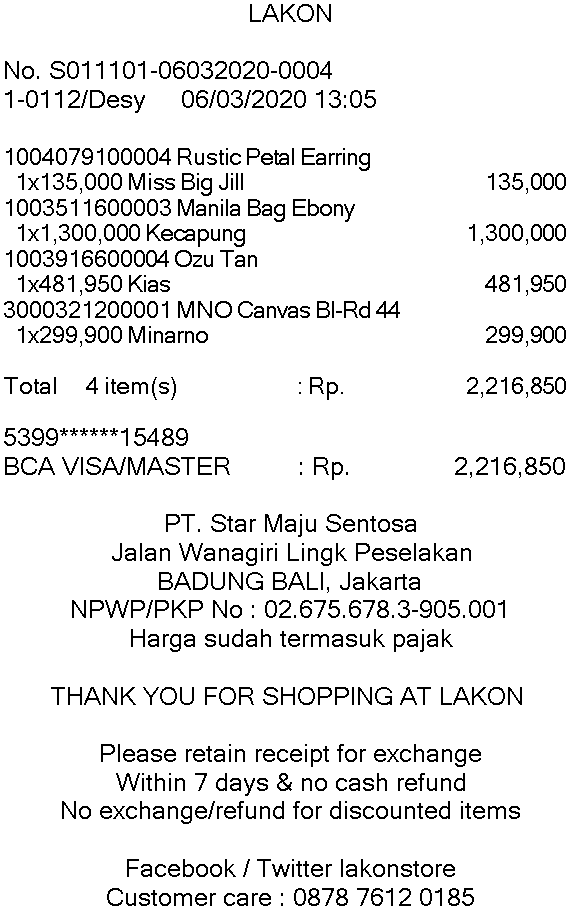 LAKON
No. S011101-06032020-0004
1-0112/Desy 06/03/2020 13:05
1004079100004 Rustic Petal Earring
1x135,000 Miss Big Jill 135,000
1003511600003 Manila Bag Ebony
1x1,300,000 Kecapung 1,300,000
1003916600004 Ozu Tan
1x481,950 Kias 481,950
3000321200001 MNO Canvas Bl-Rd 44
1x299,900 Minarno 299,900
Total 4 item(s) : Rp. 2,216,850
5399******15489
BCA VISA/MASTER : Rp. 2,216,850
PT. Star Maju Sentosa
Jalan Wanagiri Lingk Peselakan
BADUNG BALI, Jakarta
NPWP/PKP No : 02.675.678.3-905.001
Harga sudah termasuk pajak
THANK YOU FOR SHOPPING AT LAKON
Please retain receipt for exchange
Within 7 days & no cash refund
No exchange/refund for discounted items
Facebook / Twitter lakonstore
Customer care : 0878 7612 0185